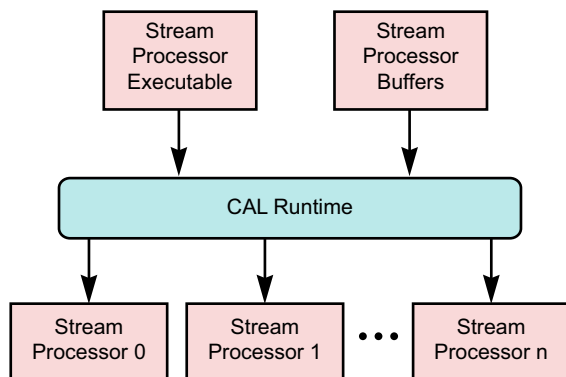 Stream
Processor
Executable
Stream
Processor
Buffers
CAL Runtime
Stream
Processor 0
Stream
Processor 1
Stream
Processor n